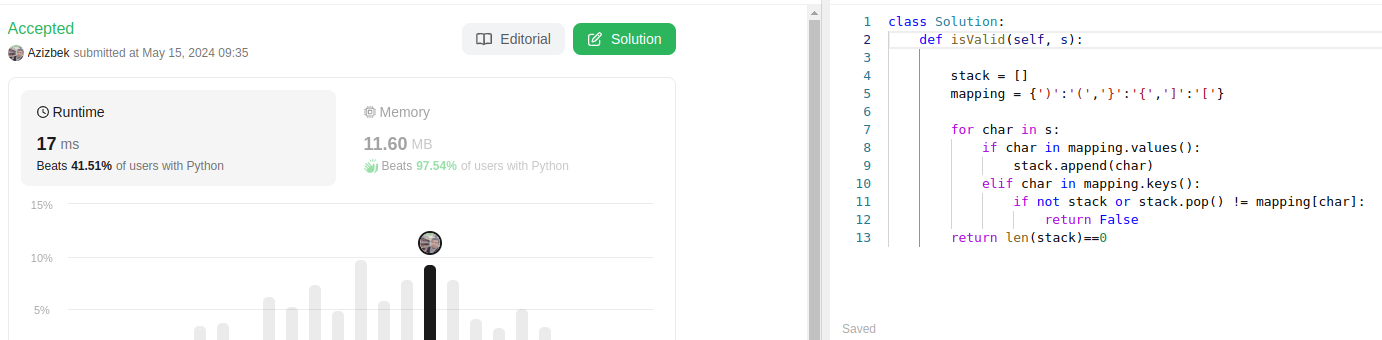 Accepted
Azizbek submitted at May 15, 2024 09:35
Editorial
Solution
Runtime
17 ms
Beats 41.51% of users with Python
Memory
11.60 MB
Beats 97.54% of users with Python
15%
10%
5%
1 class Solution:
2     def isValid(self, s):
3
4         stack = []
5         mapping = {')':'(','}':'{',']':'['}
6
7         for char in s:
8             if char in mapping.values():
9                 stack.append(char)
10             elif char in mapping.keys():
11                 if not stack or stack.pop() != mapping[char]:
12                     return False
13         return len(stack)==0
Saved